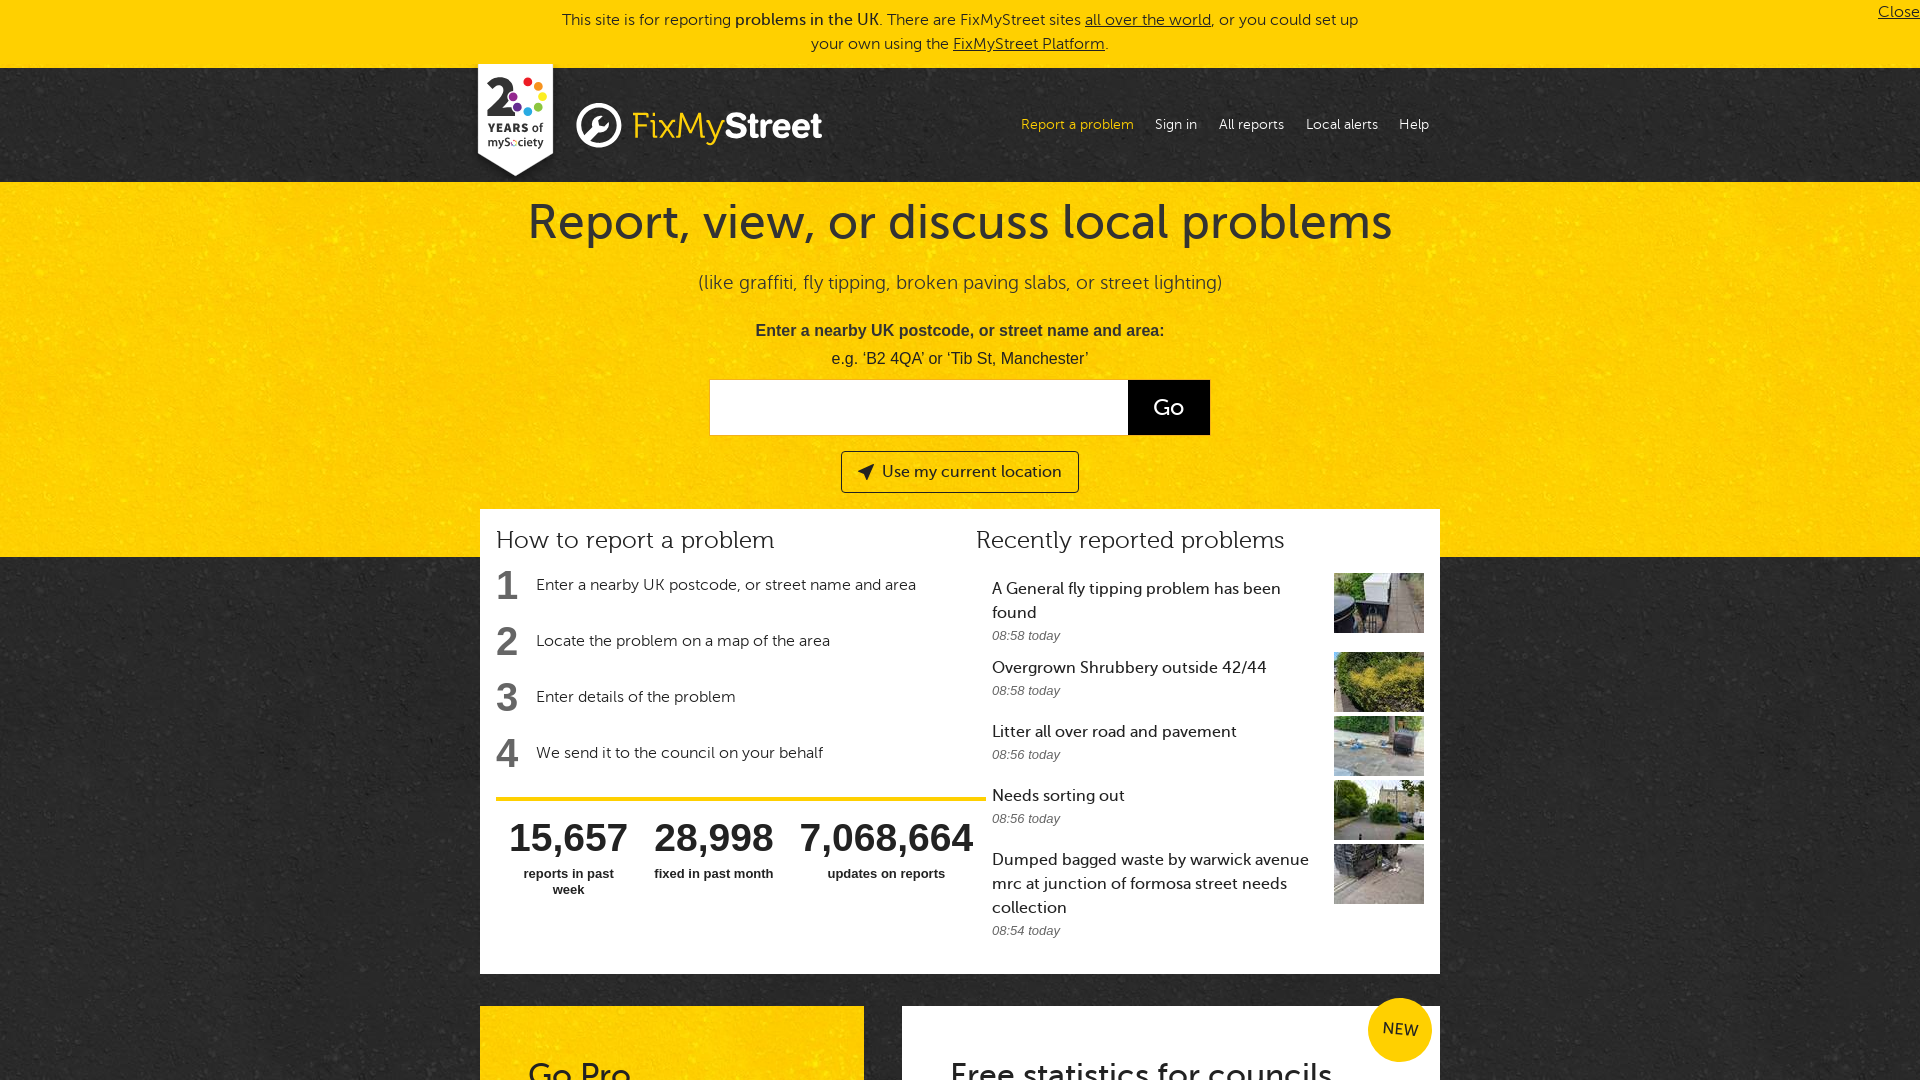 This site is for reporting problems in the UK. There are FixMyStreet sites all over the world, or you could set up
your own using the FixMyStreet Platform.
Close
20
YEARS of
mySociety
FixMyStreet
Report a problem
Sign in
All reports
Local alerts
Help
Report, view, or discuss local problems
(like graffiti, fly tipping, broken paving slabs, or street lighting)
Enter a nearby UK postcode, or street name and area:
e.g. ‘B2 4QA’ or ‘Tib St, Manchester’
Go
Use my current location
How to report a problem
1 Enter a nearby UK postcode, or street name and area
2 Locate the problem on a map of the area
3 Enter details of the problem
4 We send it to the council on your behalf
15,657
reports in past
week
28,998
fixed in past month
7,068,664
updates on reports
Recently reported problems
A General fly tipping problem has been
found
08:58 today
Overgrown Shrubbery outside 42/44
08:58 today
Litter all over road and pavement
08:56 today
Needs sorting out
08:56 today
Dumped bagged waste by warwick avenue
mrc at junction of formosa street needs
collection
08:54 today
Go Pro
NEW
Free statistics for councils